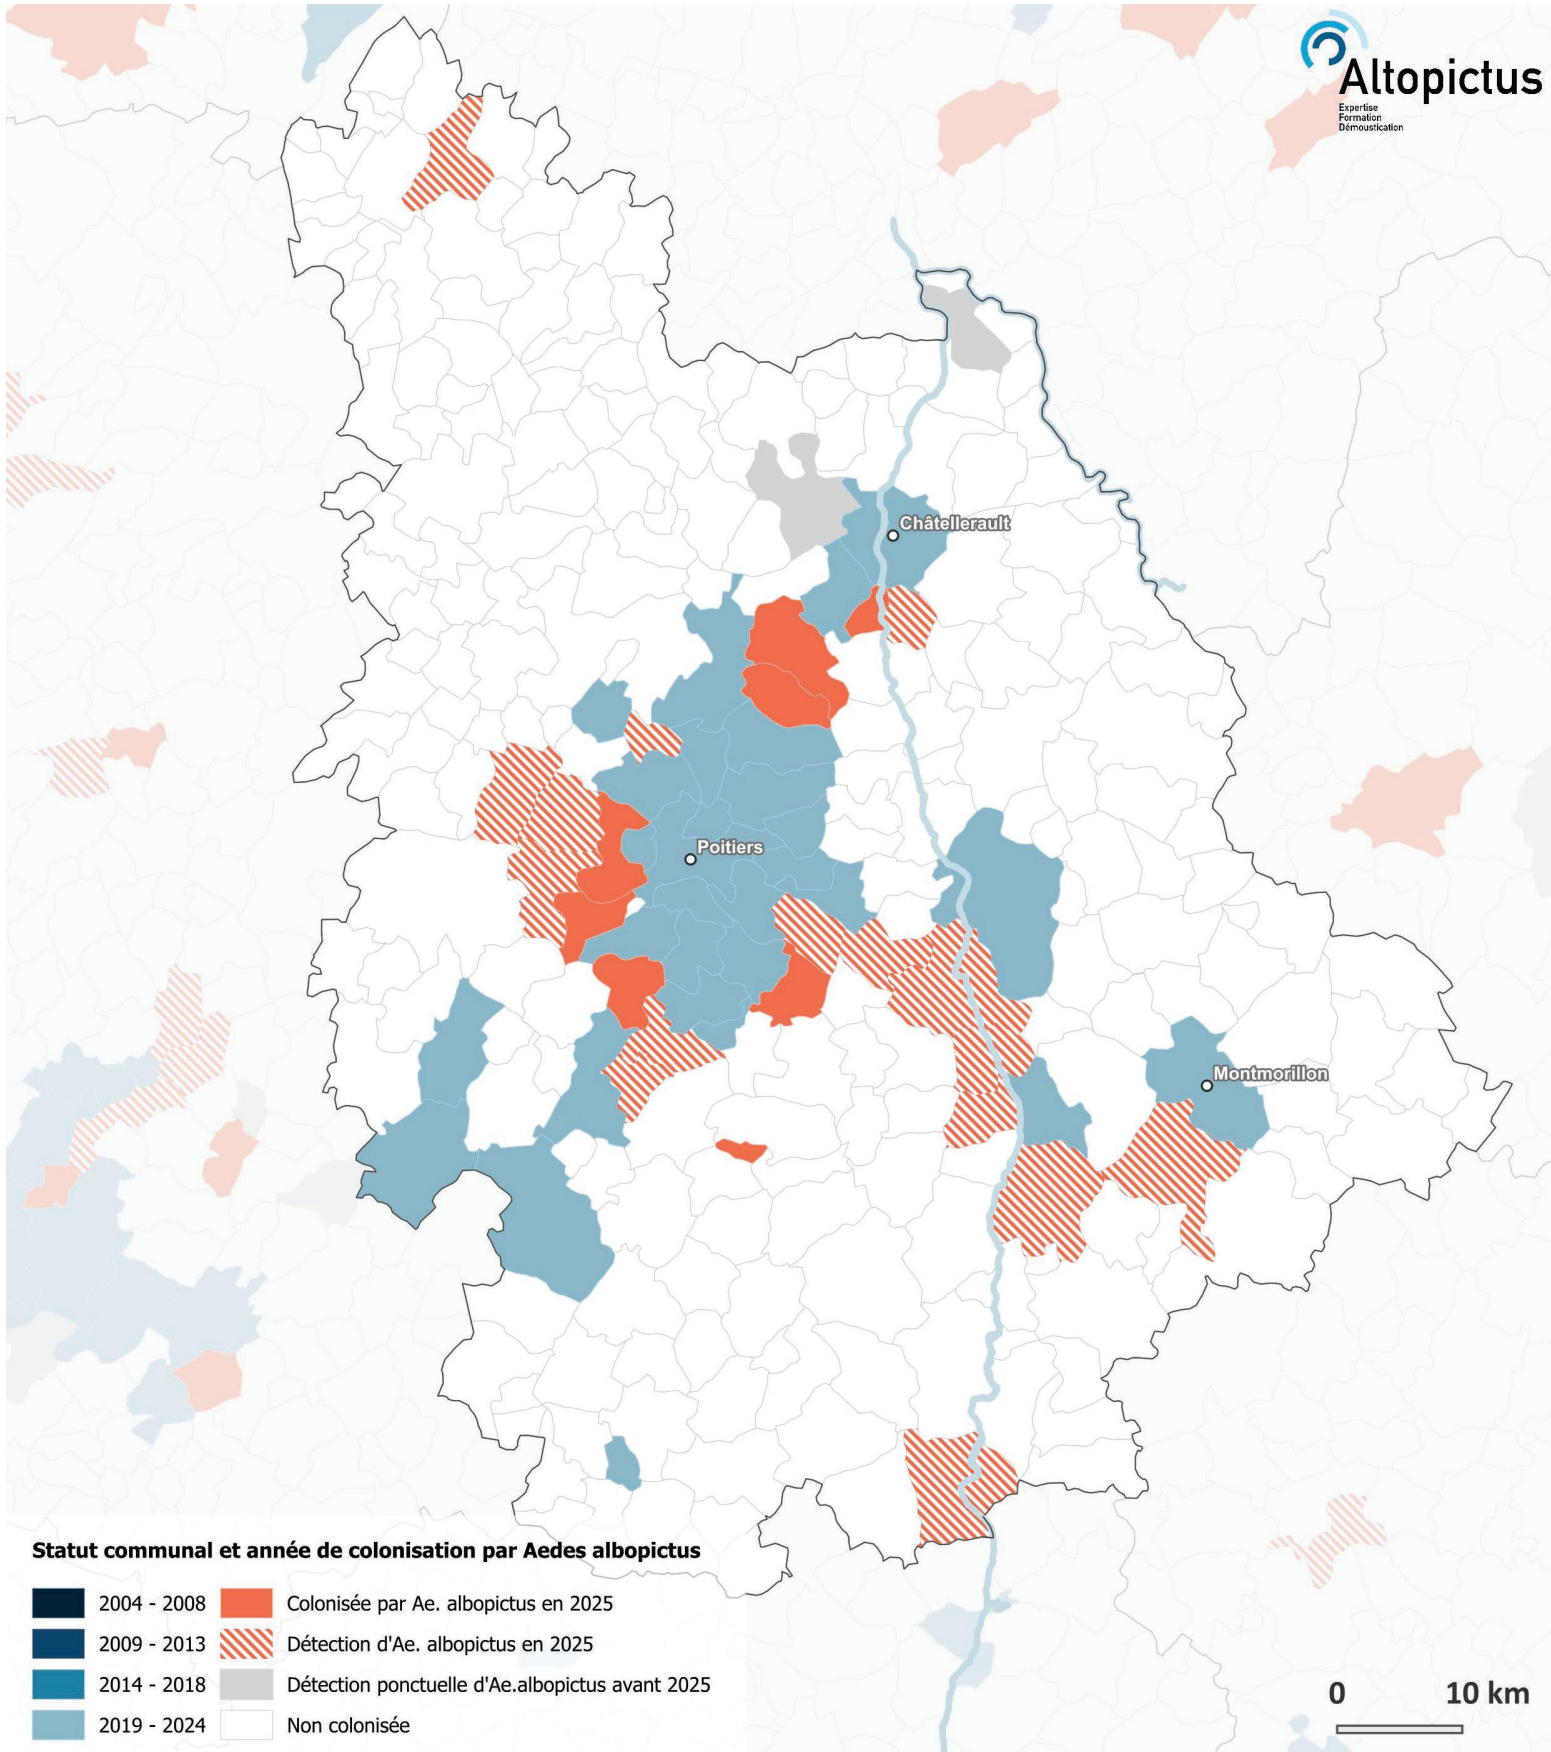 Altopictus
Expertise
Formation
Démoustication
Châtellerault
Poitiers
Montmorillon
Statut communal et année de colonisation par Aedes albopictus
2004 - 2008
Colonisée par Ae. albopictus en 2025
2009 - 2013
Détection d'Ae. albopictus en 2025
2014 - 2018
Détection ponctuelle d'Ae.albopictus avant 2025
2019 - 2024
Non colonisée
0 10 km